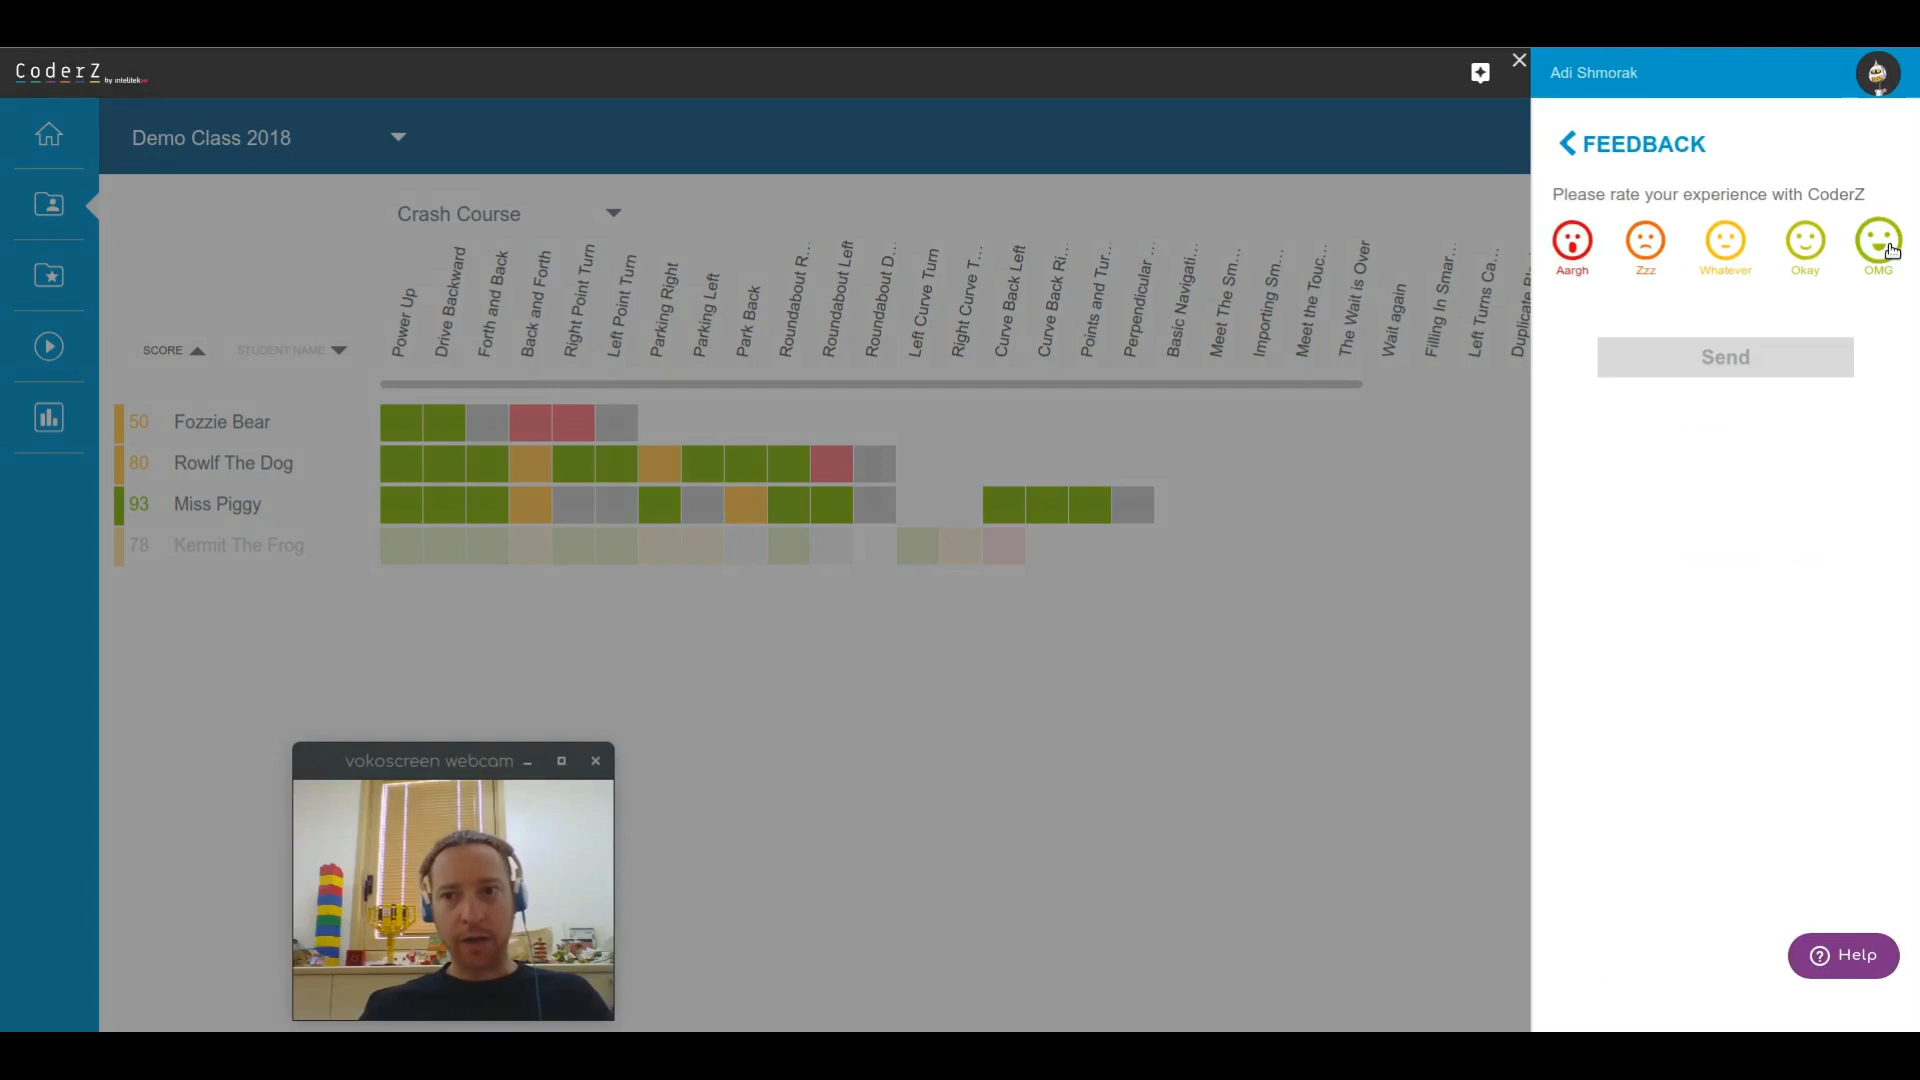 CoderZ by intelitek
Adi Shmorak
Demo Class 2018
FEEDBACK
Please rate your experience with CoderZ
Aargh
Zzz
Whatever
Okay
OMG
Send
Crash Course
SCORE
STUDENT NAME
Power Up
Drive Backward
Forth and Back
Back and Forth
Right Point Turn
Left Point Turn
Parking Right
Parking Left
Park Back
Roundabout R...
Roundabout Left
Roundabout D...
Left Curve Turn
Right Curve T...
Curve Back Left
Curve Back Ri...
Points and Tur...
Perpendicular ...
Basic Navigati...
Meet The Sm...
Importing Sm...
Meet the Touc...
The Wait is Over
Wait again
Filling In Smar...
Left Turns Ca...
50 Fozzie Bear
80 Rowlf The Dog
93 Miss Piggy
78 Kermit The Frog
vokoscreen webcam
Help